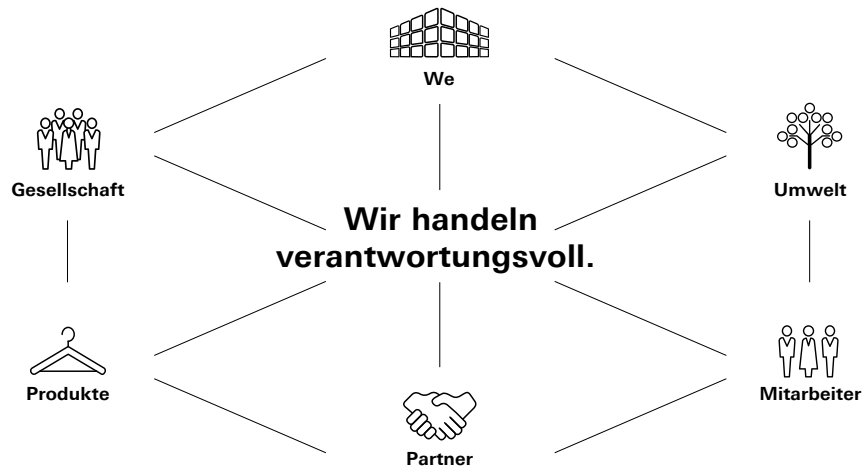 We
Gesellschaft
Umwelt
Wir handeln
verantwortungsvoll.
Produkte
Mitarbeiter
Partner